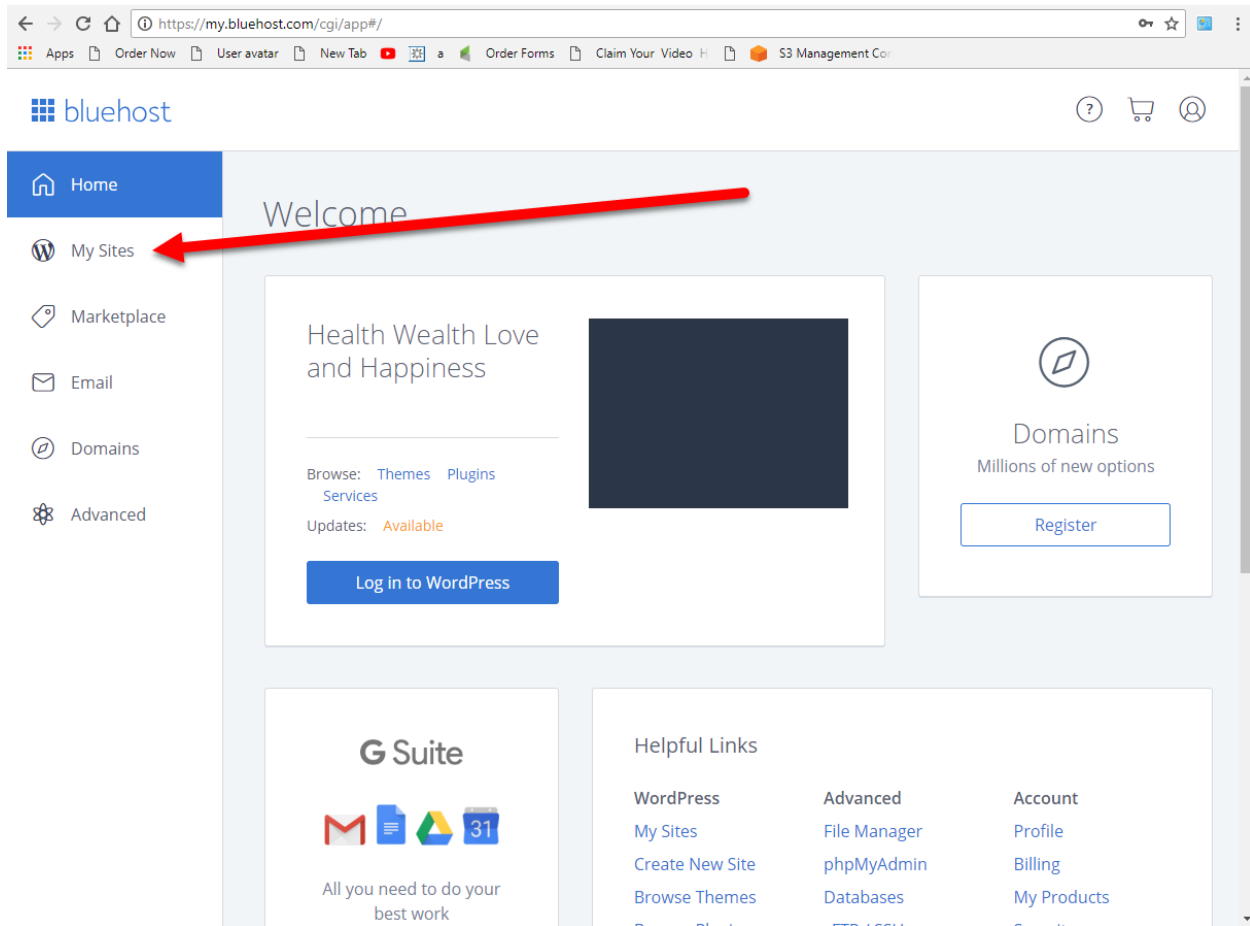 https://my.bluehost.com/cgi/app#/
Apps Order Now User avatar New Tab a Order Forms Claim Your Video S3 Management
bluehost
?
Home
My Sites
Marketplace
Email
Domains
Advanced
Welcome
Health Wealth Love
and Happiness
Browse: Themes Plugins
Services
Updates: Available
Log in to WordPress
Domains
Millions of new options
Register
G Suite
31
All you need to do your
best work
Helpful Links
WordPress
My Sites
Create New Site
Browse Themes
Advanced
File Manager
phpMyAdmin
Databases
Account
Profile
Billing
My Products